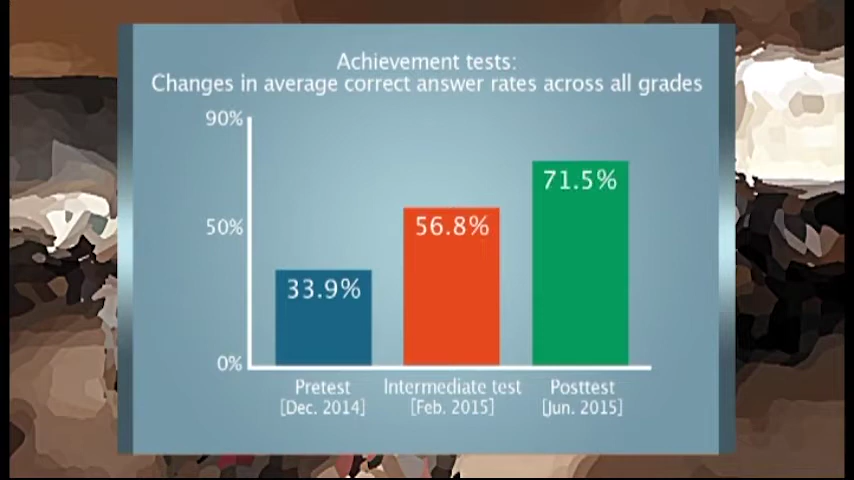 Achievement tests:
Changes in average correct answer rates across all grades
90%
50%
0%
33.9%
56.8%
71.5%
Pretest
[Dec. 2014]
Intermediate test
[Feb. 2015]
Posttest
[Jun. 2015]